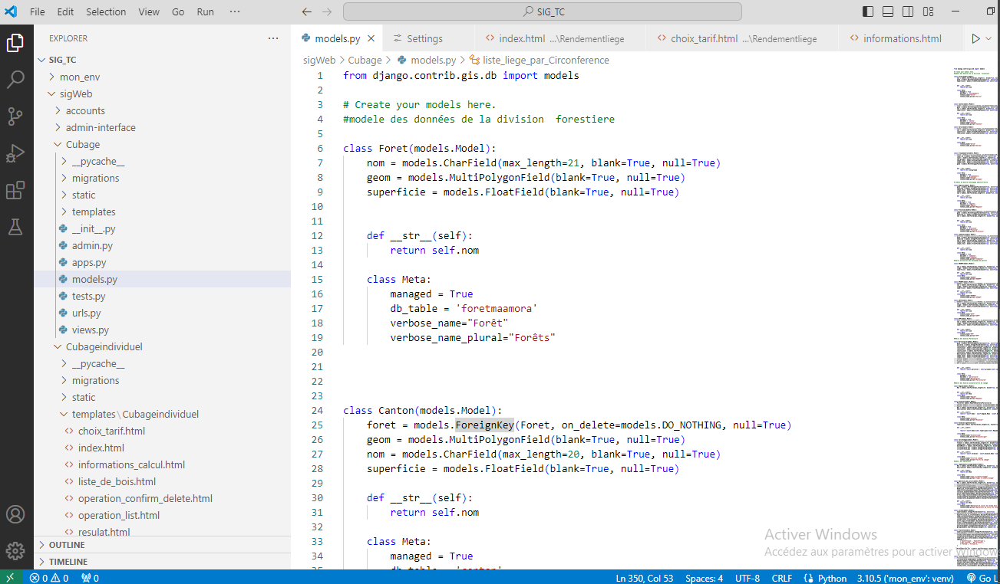 File Edit Selection View Go Run ··· SIG_TC
EXPLORER ···
SIG_TC
mon_env
sigWeb
accounts
admin-interface
Cubage
__pycache__
migrations
static
templates
__init__.py
admin.py
apps.py
models.py
tests.py
urls.py
views.py
Cubageindividuel
__pycache__
migrations
static
templates \ Cubageindividuel
choix_tarif.html
index.html
informations_calcul.html
liste_de_bois.html
operation_confirm_delete.html
operation_list.html
resulat.html
OUTLINE
TIMELINE
models.py Settings index.html ...\Rendementliege choix_tarif.html ...\Rendementliege informations.html
sigWeb > Cubage > models.py > liste_liege_par_Circonference
1 from django.contrib.gis.db import models
2
3 # Create your models here.
4 #modele des données de la division  forestiere
5
6 class Foret(models.Model):
7 nom = models.CharField(max_length=21, blank=True, null=True)
8 geom = models.MultiPolygonField(blank=True, null=True)
9 superficie=models.FloatField(blank=True, null=True)
10
11
12 def __str__(self):
13 return self.nom
14
15 class Meta:
16 managed = True
17 db_table = 'foretmaamora'
18 verbose_name="Forêt"
19 verbose_name_plural="Forêts"
20
21
22
23
24 class Canton(models.Model):
25 foret = models.ForeignKey(Foret, on_delete=models.DO_NOTHING, null=True)
26 geom = models.MultiPolygonField(blank=True, null=True)
27 nom = models.CharField(max_length=20, blank=True, null=True)
28 superficie=models.FloatField(blank=True, null=True)
29
30 def __str__(self):
31 return self.nom
32
33 class Meta:
34 managed = True
35 db_table = 'canton'
Activer Windows
Accédez aux paramètres pour activer Windows
0 0 0 Ln 350, Col 53 Spaces: 4 UTF-8 CRLF Python 3.10.5 ('mon_env': venv) Go L